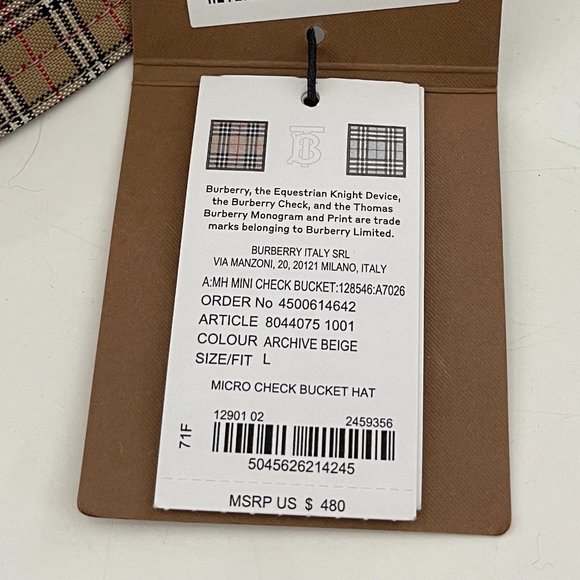 Burberry, the Equestrian Knight Device,
the Burberry Check, and the Thomas
Burberry Monogram and Print are trade
marks belonging to Burberry Limited.
BURBERRY ITALY SRL
VIA MANZONI, 20, 20121 MILANO, ITALY
A:MH MINI CHECK BUCKET:128546:A7026
ORDER No 4500614642
ARTICLE 8044075 1001
COLOUR ARCHIVE BEIGE
SIZE/FIT L
MICRO CHECK BUCKET HAT
71F
12901 02 2459356
5045626214245
MSRP US $ 480